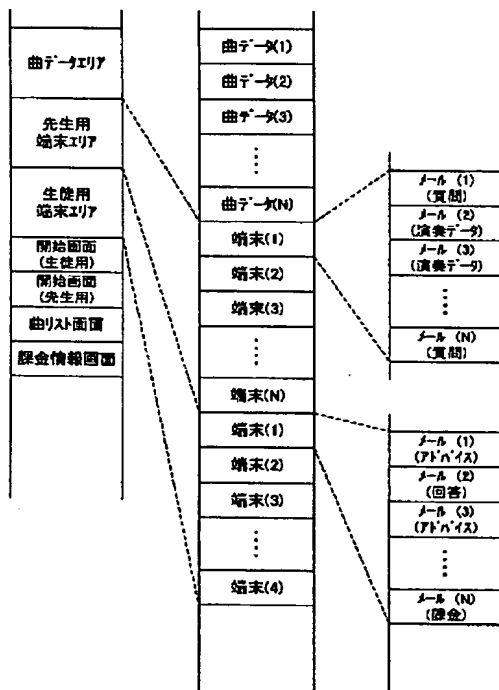 曲データエリア
先生用
端末エリア
生徒用
端末エリア
開始画面
(生徒用)
開始画面
(先生用)
曲リスト画面
課金情報画面
曲データ(1)
曲データ(2)
曲データ(3)
曲データ(N)
端末(1)
端末(2)
端末(3)
端末(N)
端末(1)
端末(2)
端末(3)
端末(4)
メール (1)
(質問)
メール (2)
(演奏データ)
メール (3)
(演奏データ)
メール (N)
(質問)
メール (1)
(アドバイス)
メール (2)
(回答)
メール (3)
(アドバイス)
メール (N)
(課金)